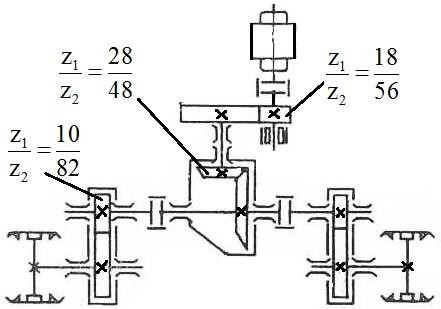 z₁/z₂ = 28/48
z₁/z₂ = 18/56
z₁/z₂ = 10/82